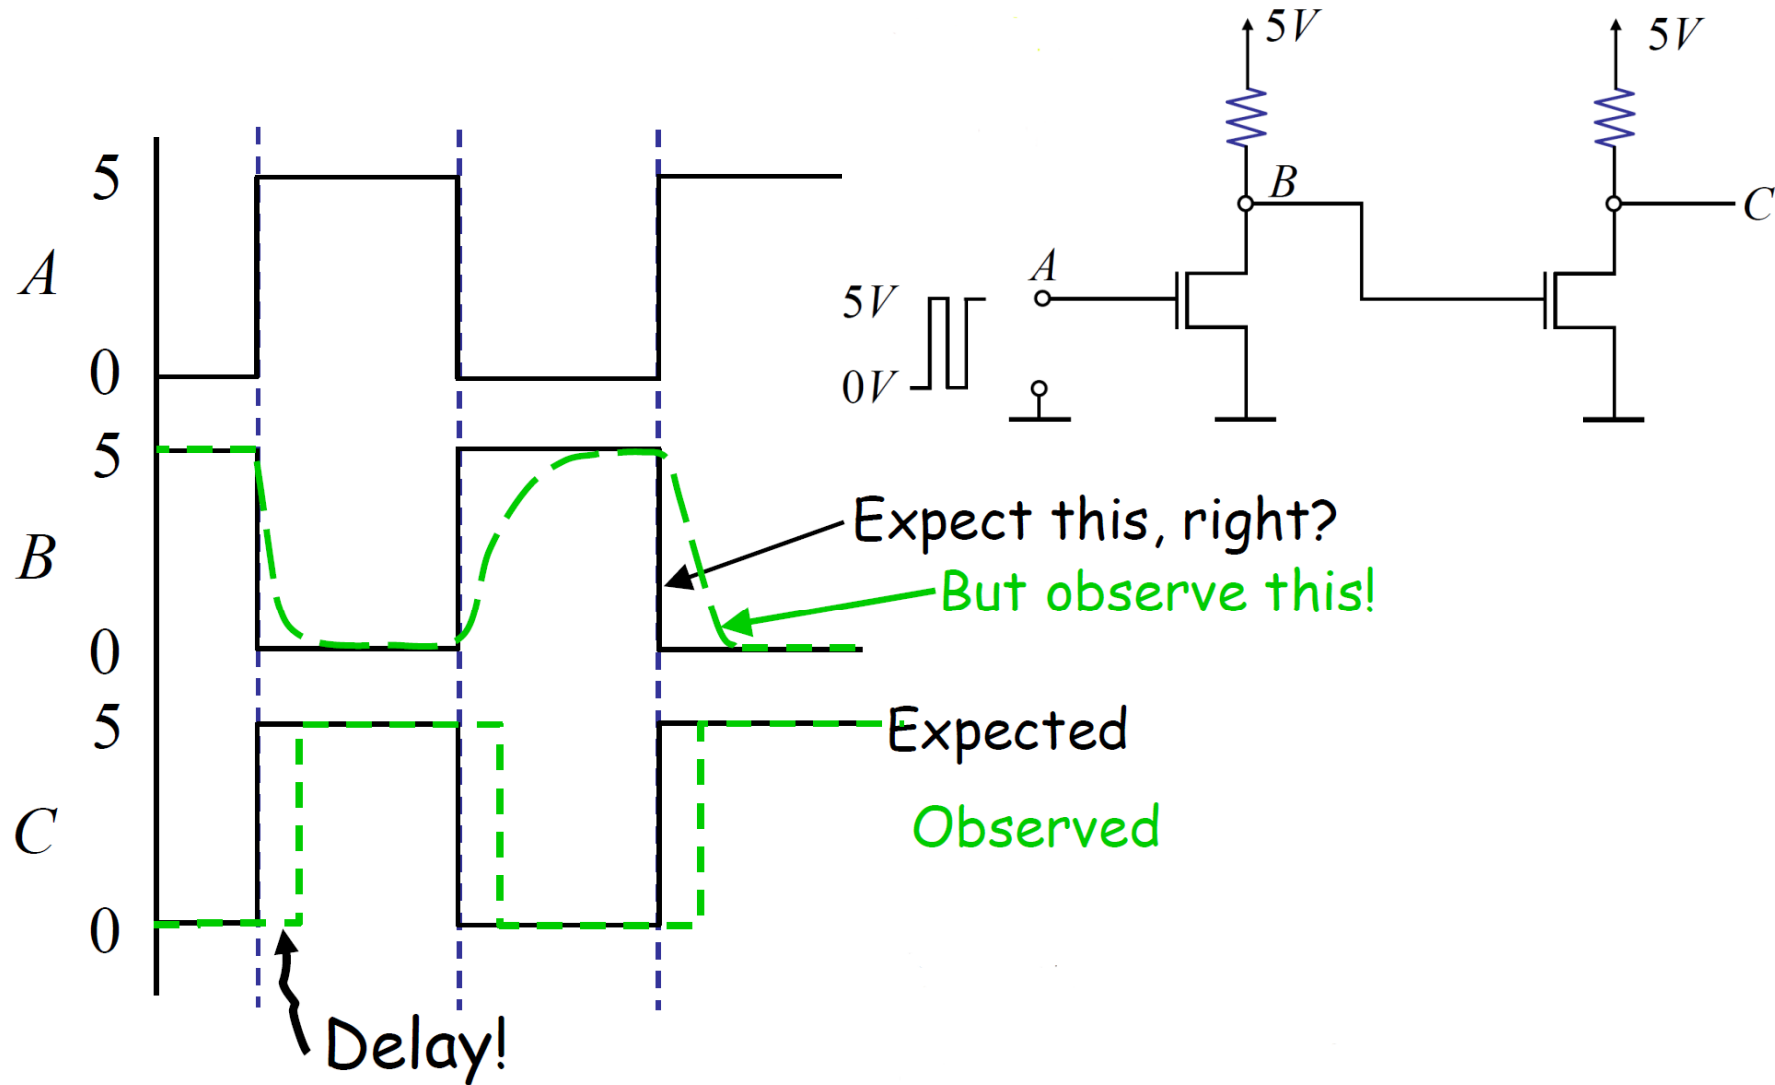 5V
5V
B
C
A
5V
0V
5
A
0
5
B
0
Expect this, right?
But observe this!
5
C
0
Expected
Observed
Delay!